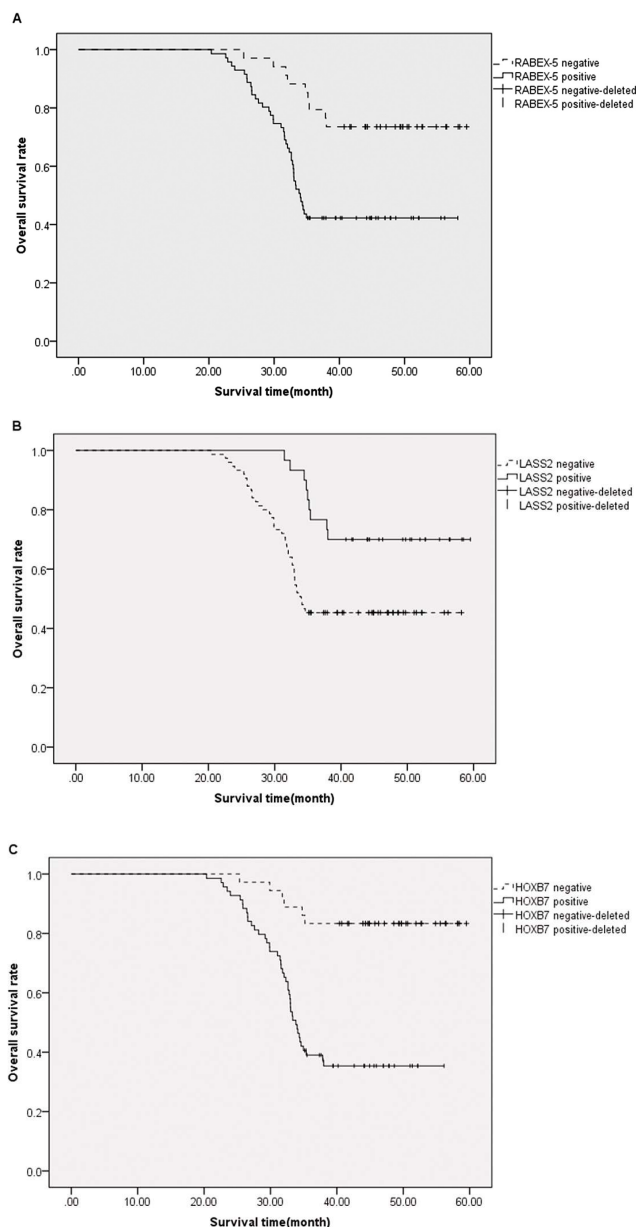 A
1.0
0.8
0.6
0.4
0.2
0.0
Overall survival rate
.00 10.00 20.00 30.00 40.00 50.00 60.00
Survival time(month)
RABEX-5 negative
RABEX-5 positive
RABEX-5 negative-deleted
RABEX-5 positive-deleted
B
1.0
0.8
0.6
0.4
0.2
0.0
Overall survival rate
.00 10.00 20.00 30.00 40.00 50.00 60.00
Survival time(month)
LASS2 negative
LASS2 positive
LASS2 negative-deleted
LASS2 positive-deleted
C
1.0
0.8
0.6
0.4
0.2
0.0
Overall survival rate
.00 10.00 20.00 30.00 40.00 50.00 60.00
Survival time(month)
HOXB7 negative
HOXB7 positive
HOXB7 negative-deleted
HOXB7 positive-deleted